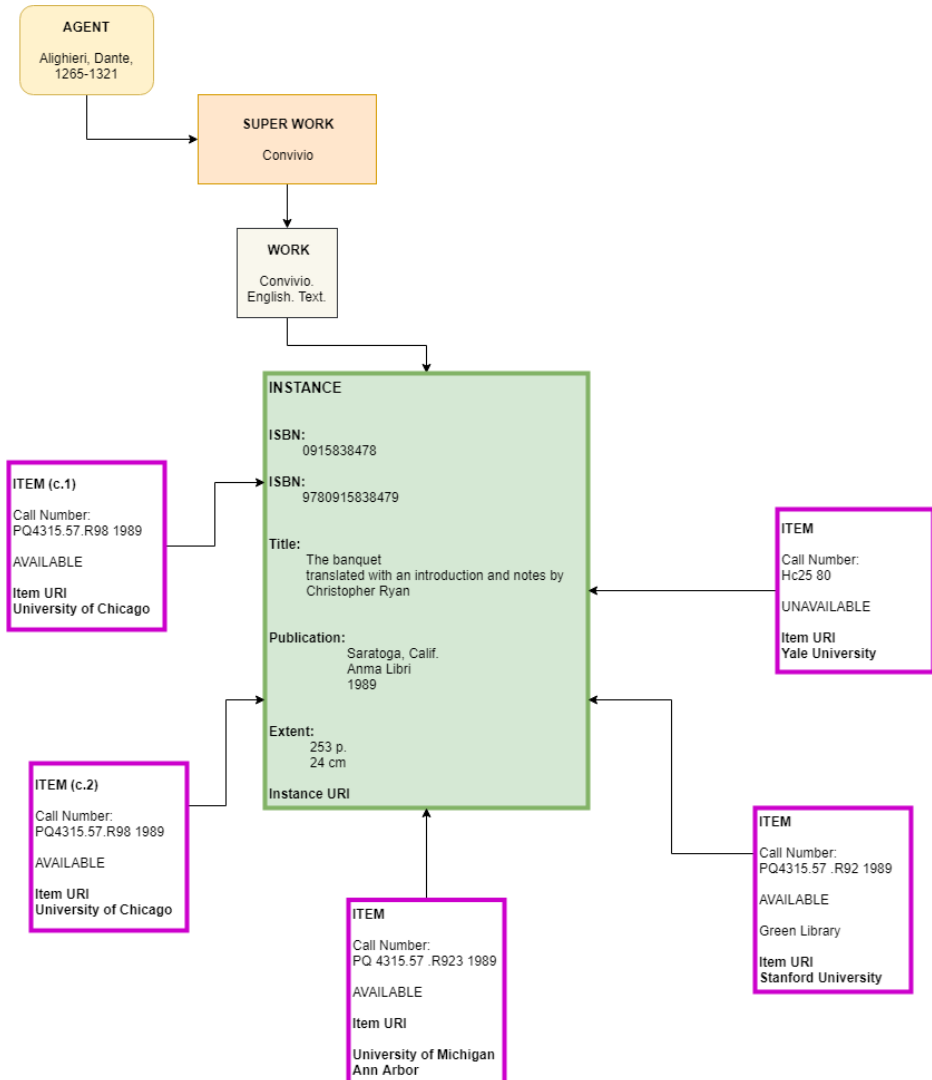 AGENT
Alighieri, Dante,
1265-1321
SUPER WORK
Convivio
WORK
Convivio.
English. Text.
INSTANCE
ISBN:
0915838478
ISBN:
9780915838479
Title:
The banquet
translated with an introduction and notes by
Christopher Ryan
Publication:
Saratoga, Calif.
Anma Libri
1989
Extent:
253 p.
24 cm
Instance URI
ITEM (c.1)
Call Number:
PQ4315.57.R98 1989
AVAILABLE
Item URI
University of Chicago
ITEM
Call Number:
Hc25 80
UNAVAILABLE
Item URI
Yale University
ITEM (c.2)
Call Number:
PQ4315.57.R98 1989
AVAILABLE
Item URI
University of Chicago
ITEM
Call Number:
PQ4315.57 .R92 1989
AVAILABLE
Green Library
Item URI
Stanford University
ITEM
Call Number:
PQ 4315.57 .R923 1989
AVAILABLE
Item URI
University of Michigan
Ann Arbor